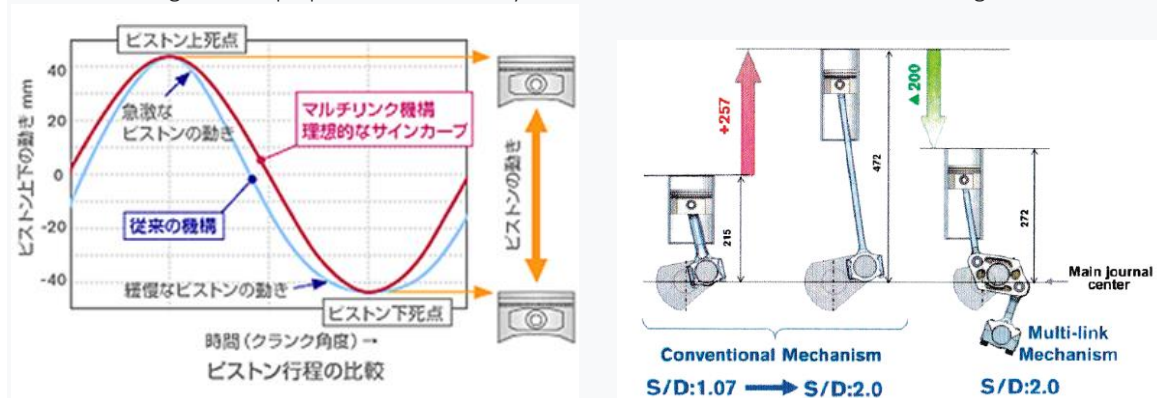 ピストン上死点
ピストン上下の動き mm
40
20
0
-20
-40
急激な
ピストンの動き
マルチリンク機構
理想的なサインカーブ
従来の機構
緩慢なピストンの動き
ピストン下死点
ピストンの動き
時間(クランク角度)→
ピストン行程の比較
+257
▲200
472
215
272
Main journal
center
Multi-link
Mechanism
Conventional Mechanism
S/D:1.07
S/D:2.0
S/D:2.0